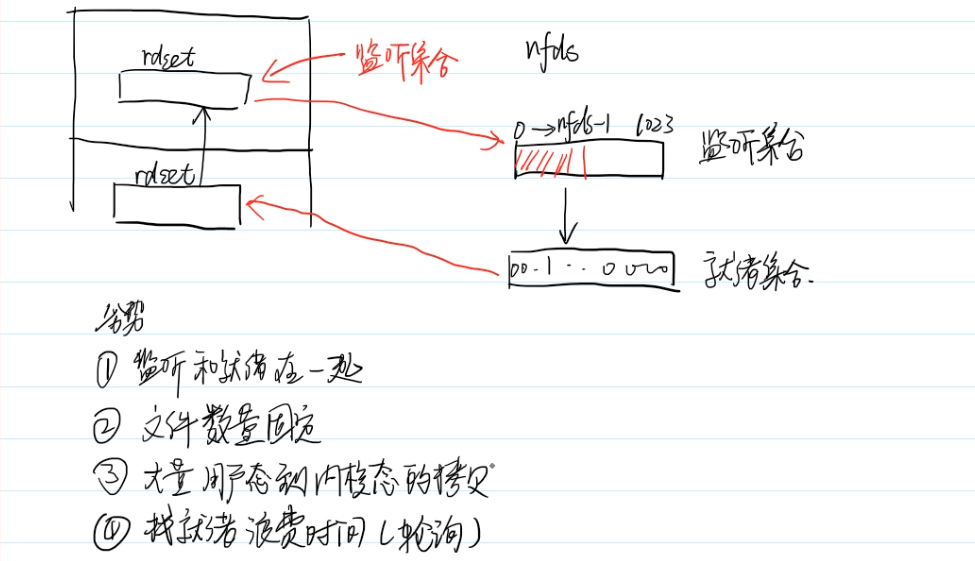 rdset
监听集合
nfds
0→nfds-1 1023
监听集合
rdset
00.1..0000
就绪集合.
劣势
① 监听和就绪在一起
② 文件数量固定
③ 大量用户态到内核态的拷贝
④ 找就绪浪费时间(轮询)